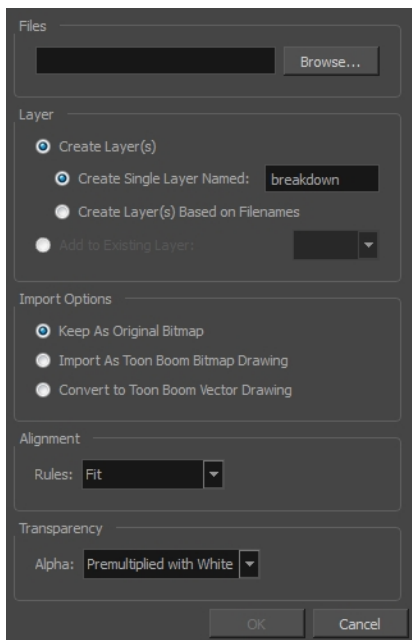 Files
Browse...
Layer
Create Layer(s)
Create Single Layer Named: breakdown
Create Layer(s) Based on Filenames
Add to Existing Layer:
Import Options
Keep As Original Bitmap
Import As Toon Boom Bitmap Drawing
Convert to Toon Boom Vector Drawing
Alignment
Rules: Fit
Transparency
Alpha: Premultiplied with White
OK Cancel